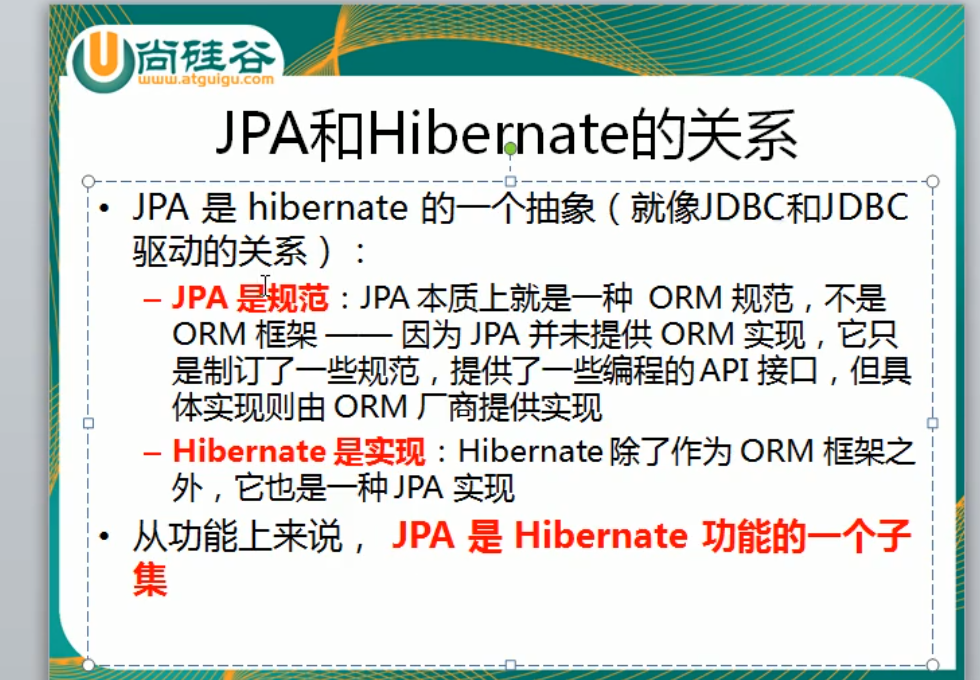 尚硅谷
www.atguigu.com
JPA和Hibernate的关系
• JPA 是 hibernate 的一个抽象（就像JDBC和JDBC
驱动的关系）：
– JPA 是规范：JPA 本质上就是一种 ORM 规范，不是
ORM 框架 —— 因为 JPA 并未提供 ORM 实现，它只
是制订了一些规范，提供了一些编程的 API 接口，但具
体实现则由 ORM 厂商提供实现
– Hibernate 是实现：Hibernate 除了作为 ORM 框架之
外，它也是一种 JPA 实现
• 从功能上来说， JPA 是 Hibernate 功能的一个子
集